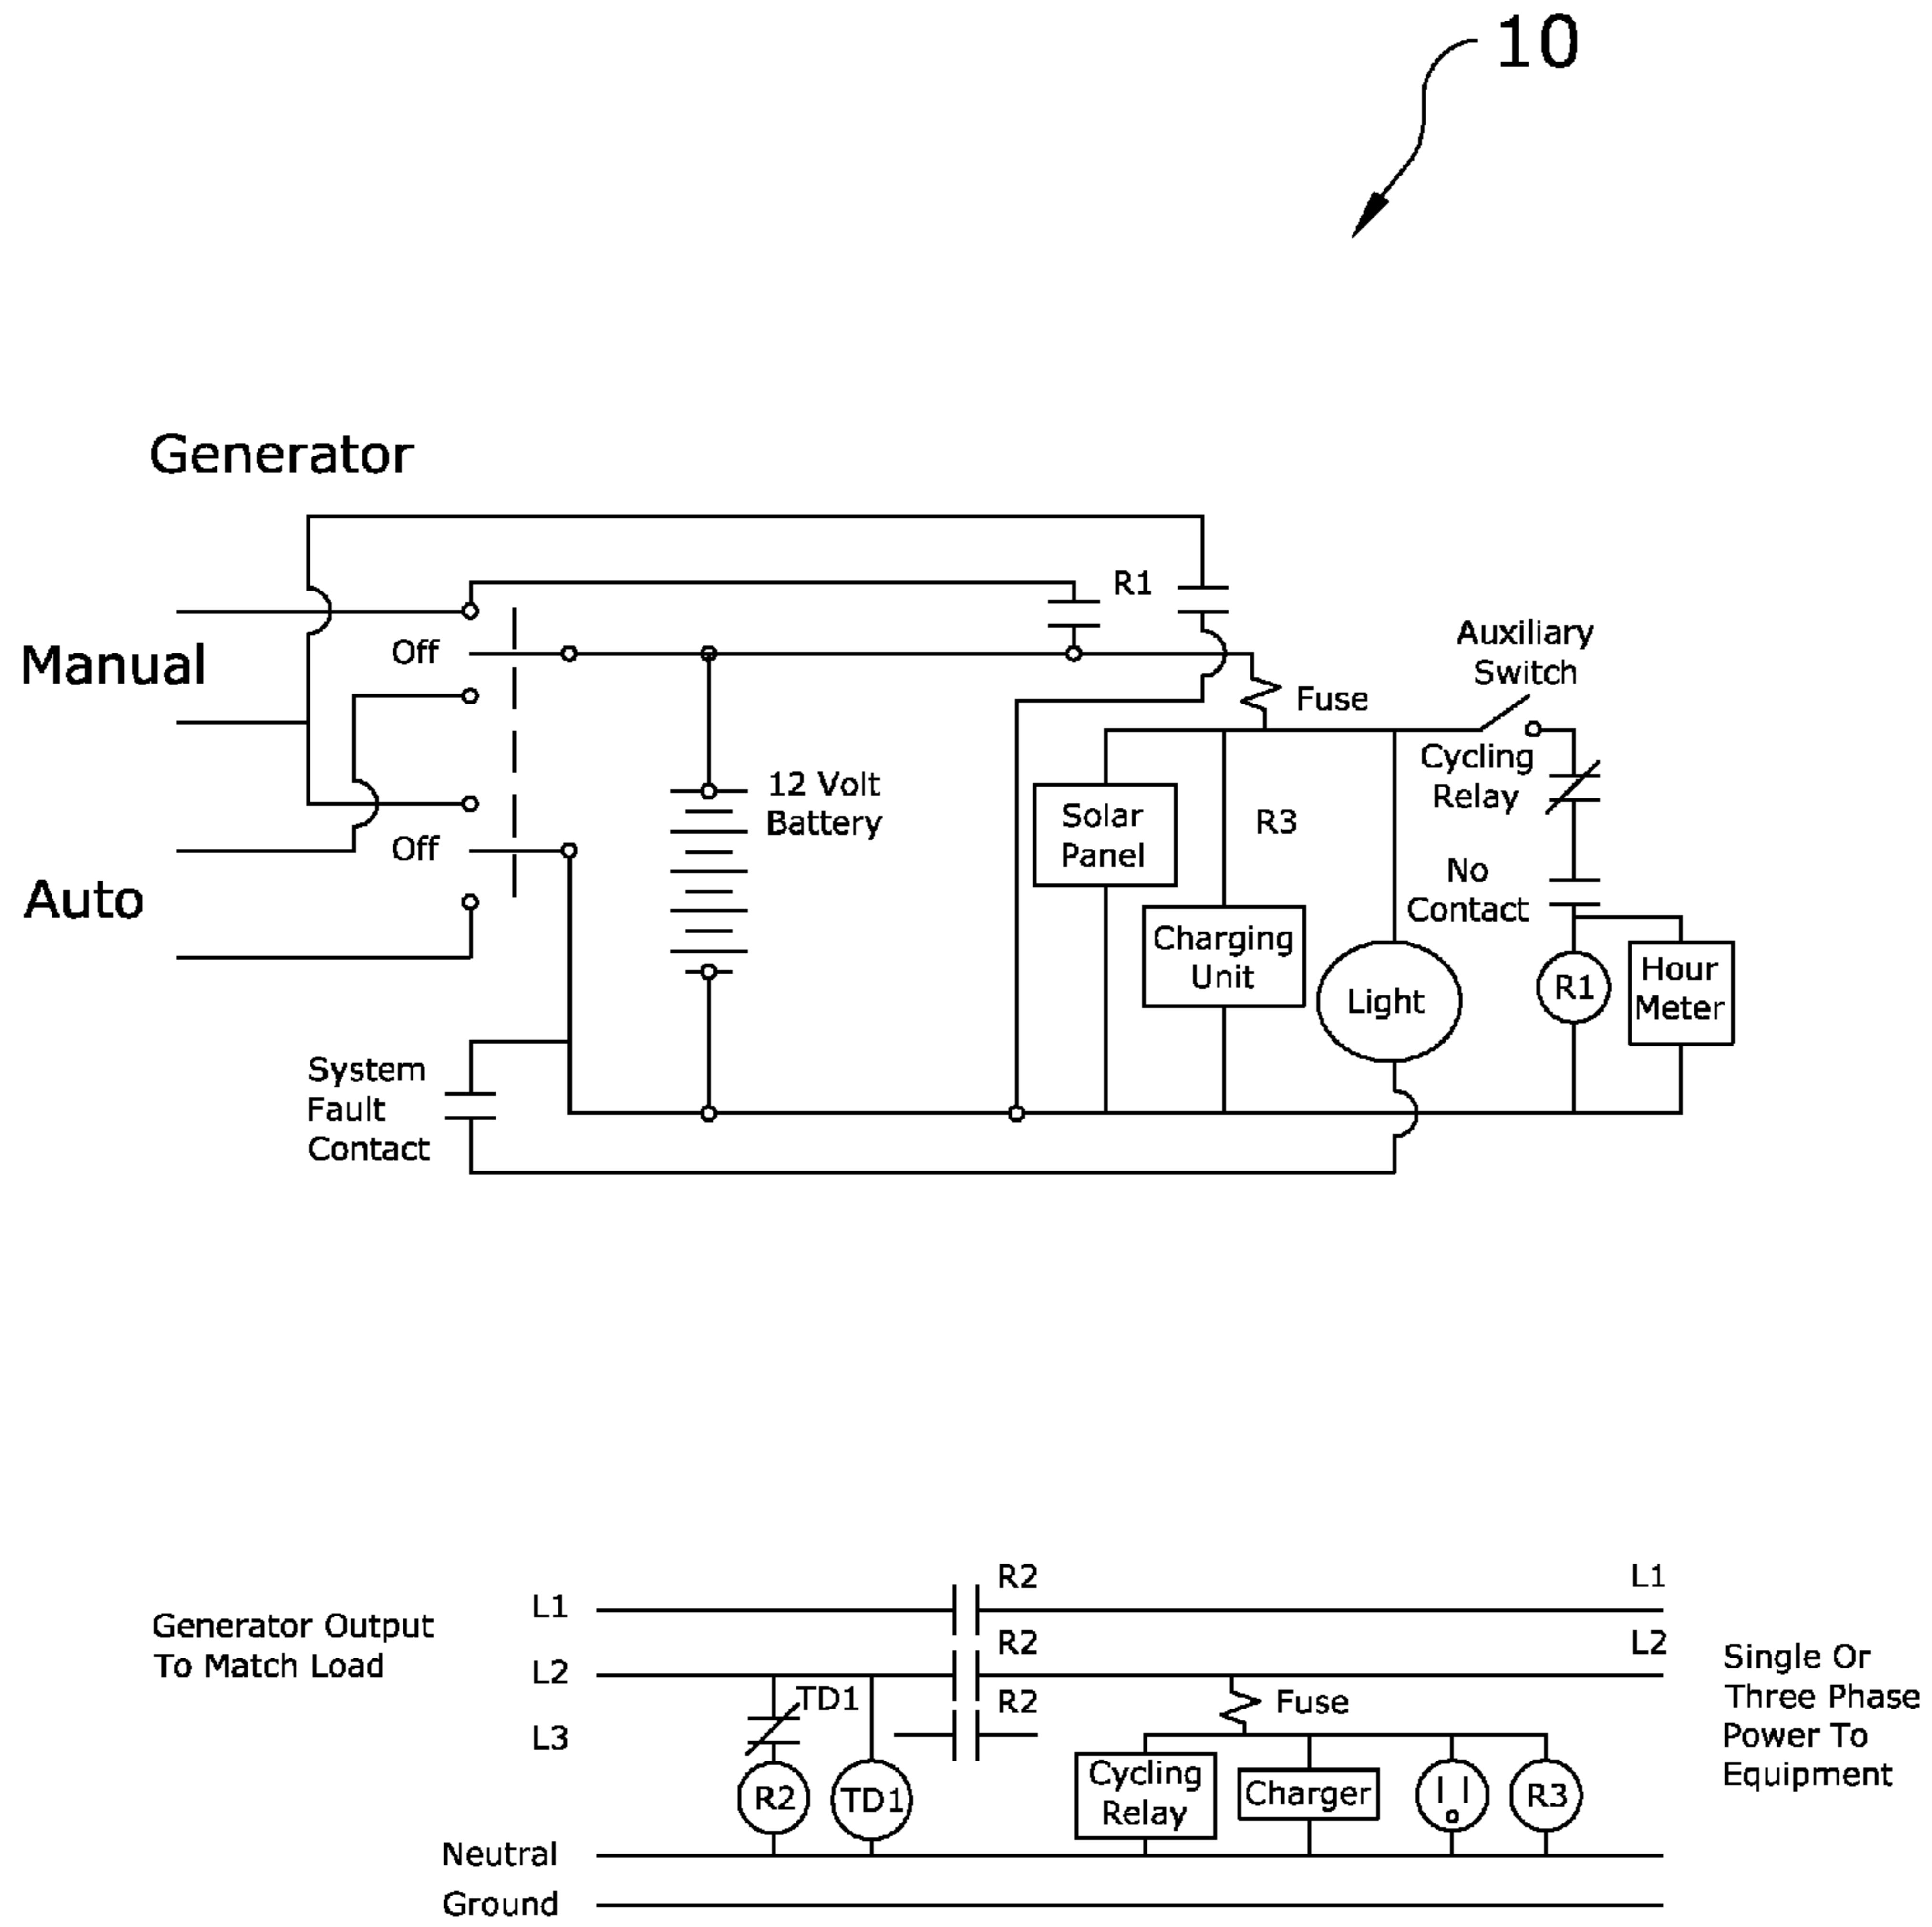 10
Generator
R1
Manual
Off
Auxiliary
Switch
Fuse
Cycling
Relay
12 Volt
Battery
Solar
Panel
R3
Off
Auto
No
Contact
Charging
Unit
Light
R1
Hour
Meter
System
Fault
Contact
R2
L1
L1
Generator Output
To Match Load
R2
L2
L2
Single Or
Three Phase
Power To
Equipment
TD1
R2
Fuse
L3
R2
TD1
Cycling
Relay
Charger
R3
Neutral
Ground